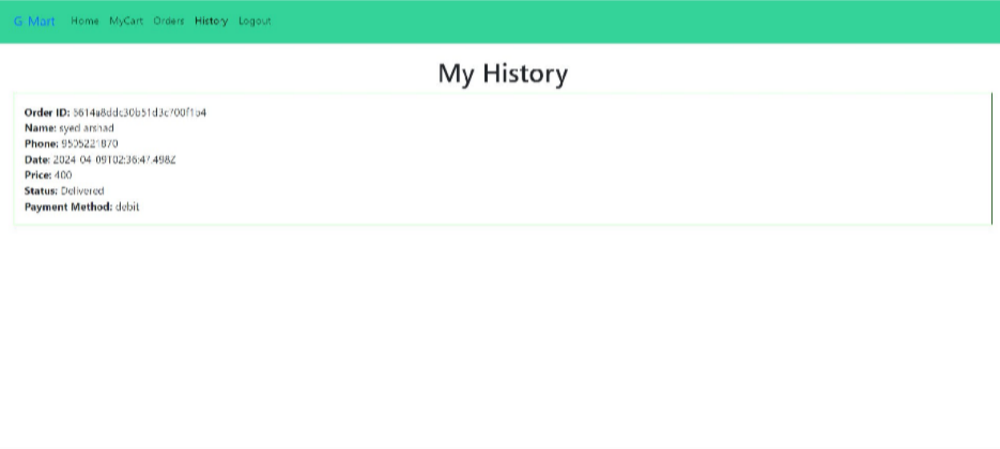 G Mart Home MyCart Orders History Logout
My History
Order ID:
Name: syed arshad
Phone: 9505221870
Date: 2024-04-09T02:36:47.498Z
Price: 400
Status: Delivered
Payment Method: debit